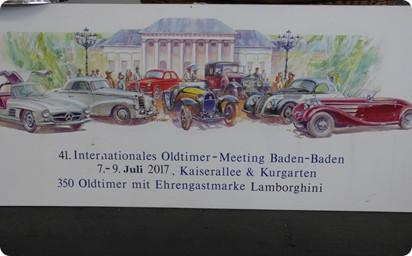 41. Internationales Oldtimer-Meeting Baden-Baden
7.-9. Juli 2017, Kaiserallee & Kurgarten
350 Oldtimer mit Ehrengastmarke Lamborghini